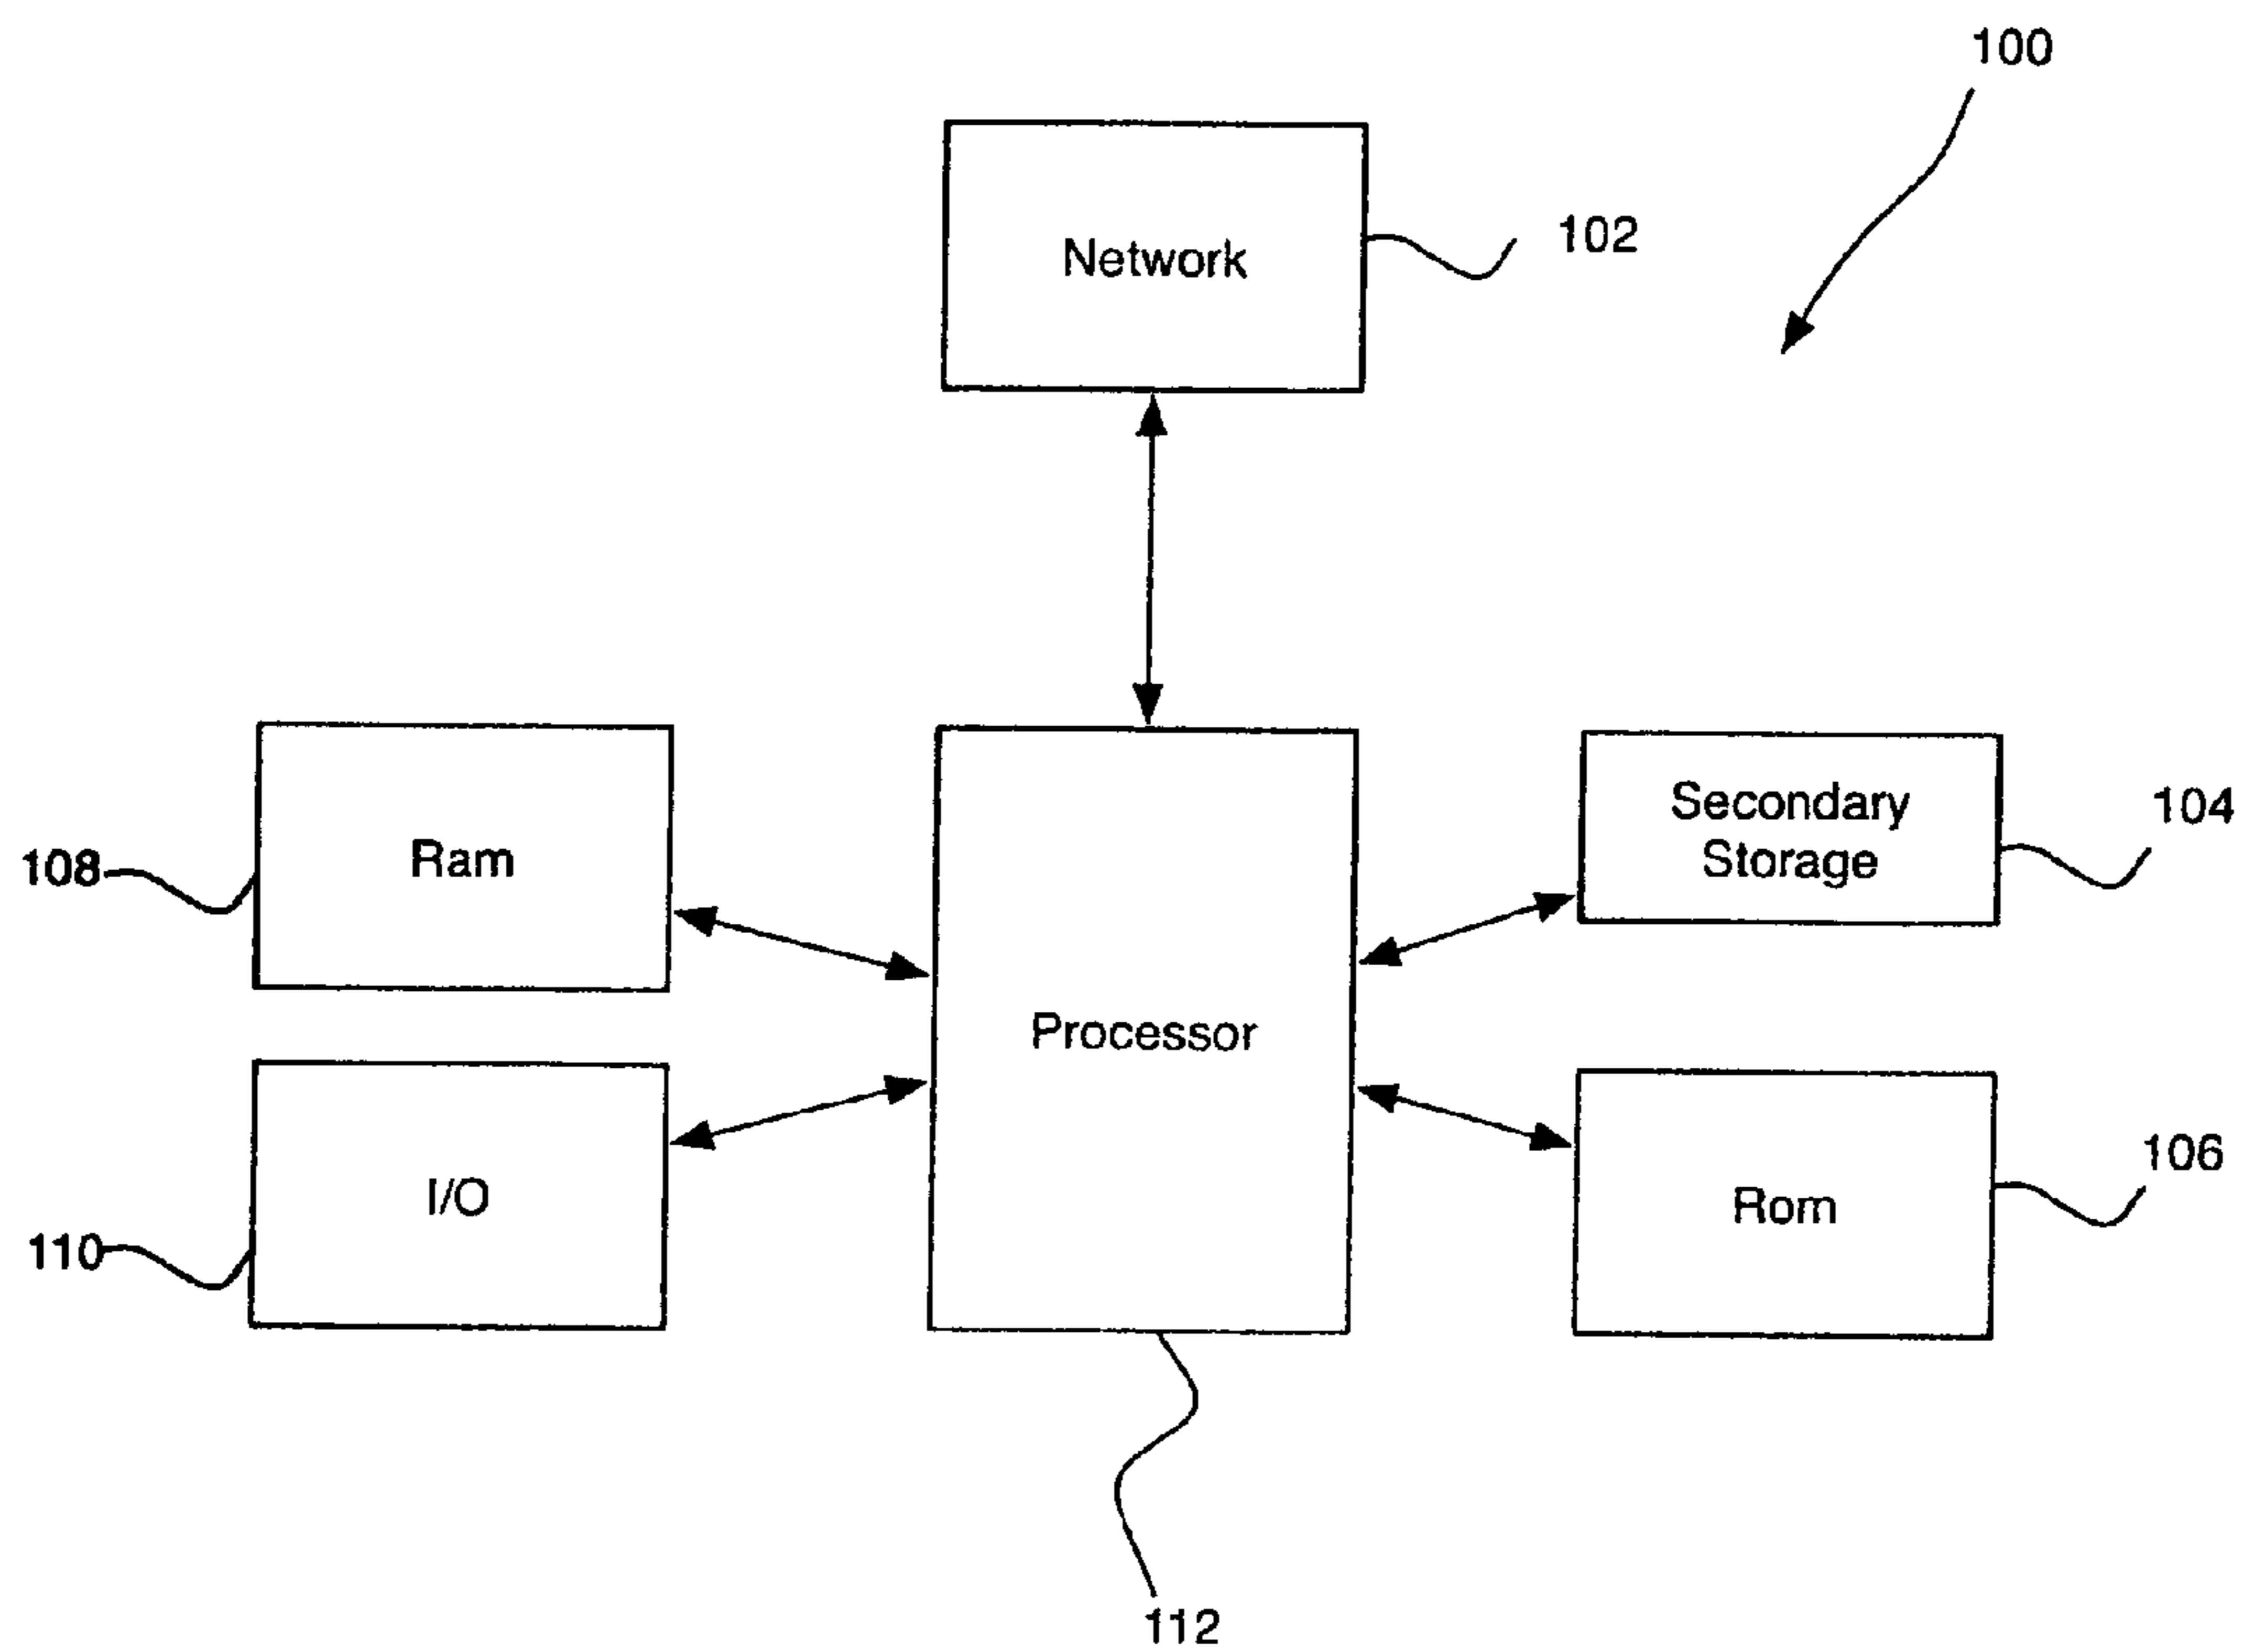 100
Network
102
Ram
108
Secondary
Storage
104
Processor
I/O
110
Rom
106
112